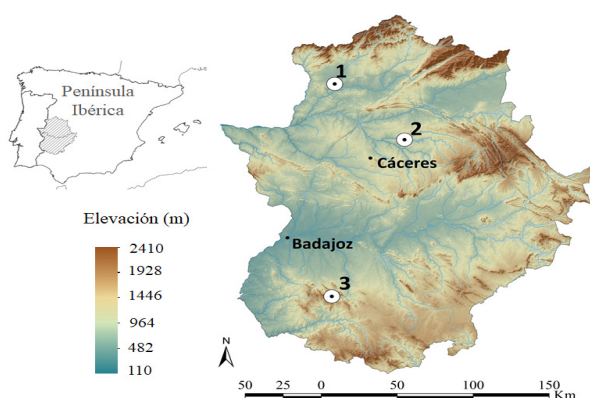 Península
Ibérica
Elevación (m)
2410
1928
1446
964
482
110
1
2
Cáceres
Badajoz
3
N
50 25 0 50 100 150
Km